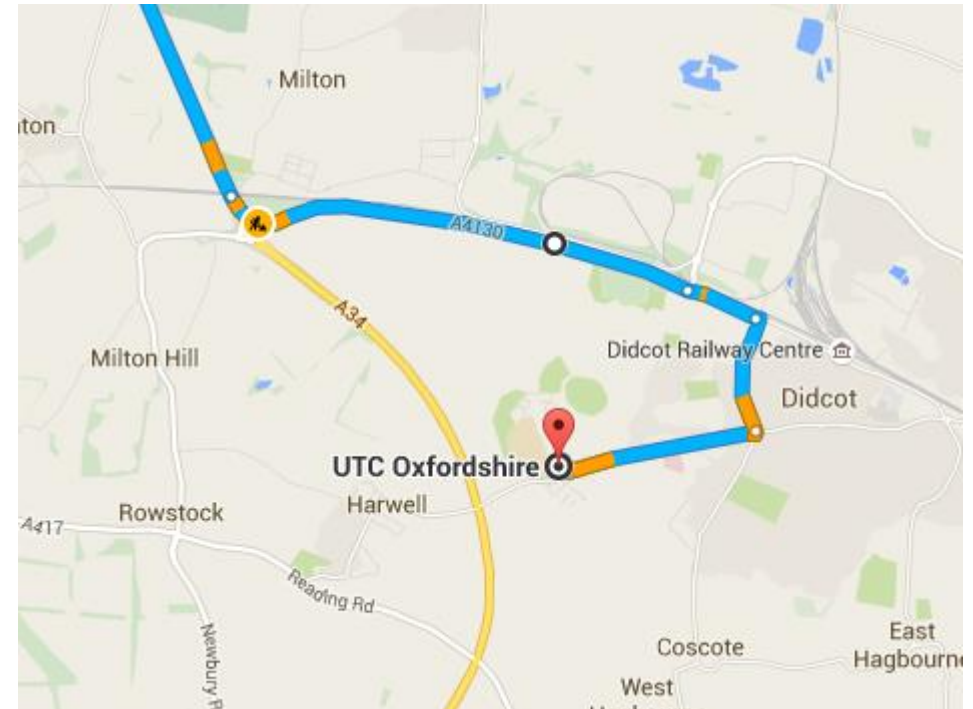 Milton
ton
A4130
A34
Milton Hill
Didcot Railway Centre
Didcot
UTC Oxfordshire
Harwell
Rowstock
A417
Reading Rd
Newbury R
Coscote
East
Hagbourne
West